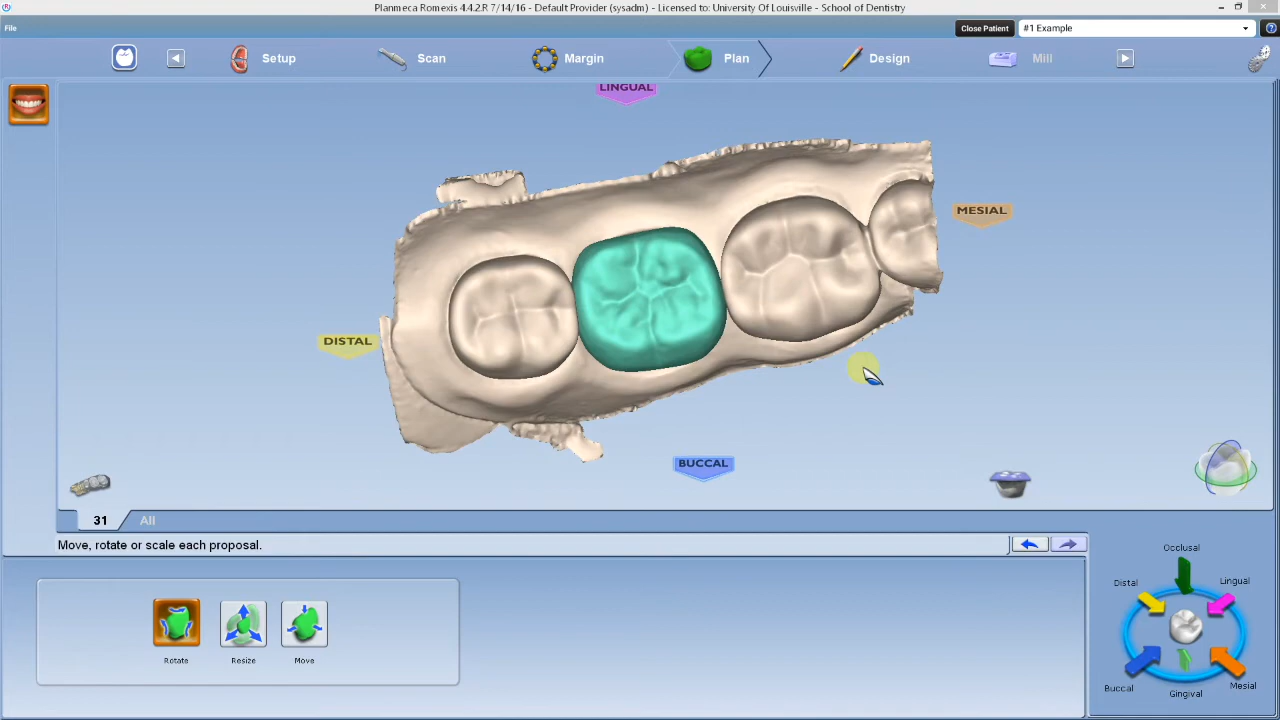 Planmeca Romexis 4.4.2.R 7/14/16 - Default Provider (sysadm) - Licensed to: University Of Louisville - School of Dentistry
File
Close Patient
#1 Example
Setup
Scan
Margin
Plan
Design
Mill
LINGUAL
MESIAL
DISTAL
BUCCAL
31
All
Move, rotate or scale each proposal.
Rotate
Resize
Move
Occlusal
Distal
Lingual
Buccal
Gingival
Mesial